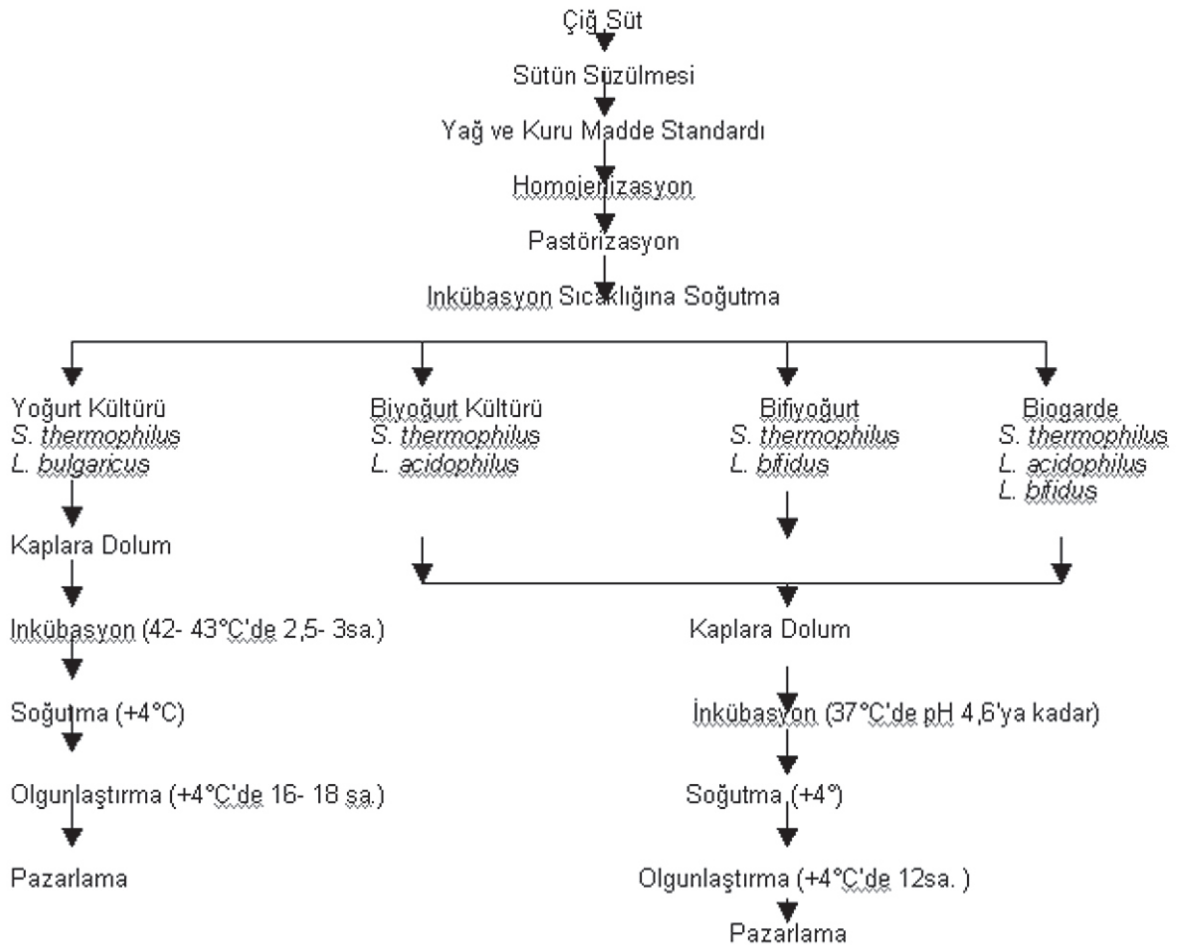 Çiğ Süt
Sütün Süzülmesi
Yağ ve Kuru Madde Standardı
Homojenizasyon
Pastörizasyon
Inkübasyon Sıcaklığına Soğutma
Yoğurt Kültürü
S. thermophilus
L. bulgaricus
Biyoğurt Kültürü
S. thermophilus
L. acidophilus
Bifiyoğurt
S. thermophilus
L. bifidus
Biogarde
S. thermophilus
L. acidophilus
L. bifidus
Kaplara Dolum
Inkübasyon (42- 43°C'de 2,5- 3sa.)
Soğutma (+4°C)
Olgunlaştırma (+4°C'de 16- 18 sa.)
Pazarlama
Kaplara Dolum
İnkübasyon (37°C'de pH 4,6'ya kadar)
Soğutma (+4°)
Olgunlaştırma (+4°C'de 12sa. )
Pazarlama